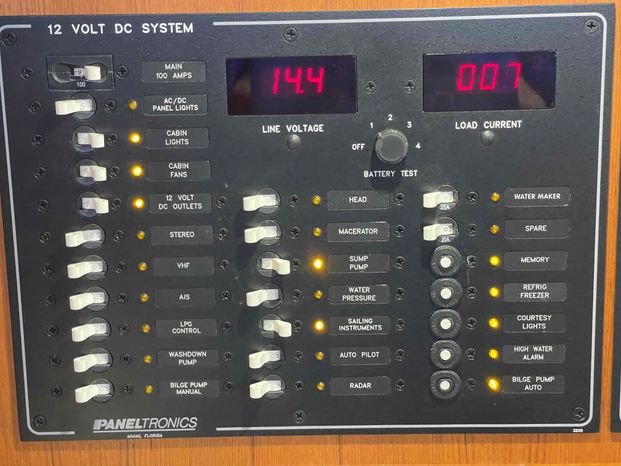 12 VOLT DC SYSTEM
100
MAIN
100 AMPS
AC/DC
PANEL LIGHTS
CABIN
LIGHTS
CABIN
FANS
12 VOLT
DC OUTLETS
STEREO
VHF
AIS
LPG
CONTROL
WASHDOWN
PUMP
BILGE PUMP
MANUAL
14.4
LINE VOLTAGE
007
LOAD CURRENT
OFF 1 2 3 4
BATTERY TEST
HEAD
MACERATOR
SUMP
PUMP
WATER
PRESSURE
SAILING
INSTRUMENTS
AUTO PILOT
RADAR
25A
WATER MAKER
20A
SPARE
MEMORY
REFRIG
FREEZER
COURTESY
LIGHTS
HIGH WATER
ALARM
BILGE PUMP
AUTO
PANELTRONICS
MIAMI, FLORIDA